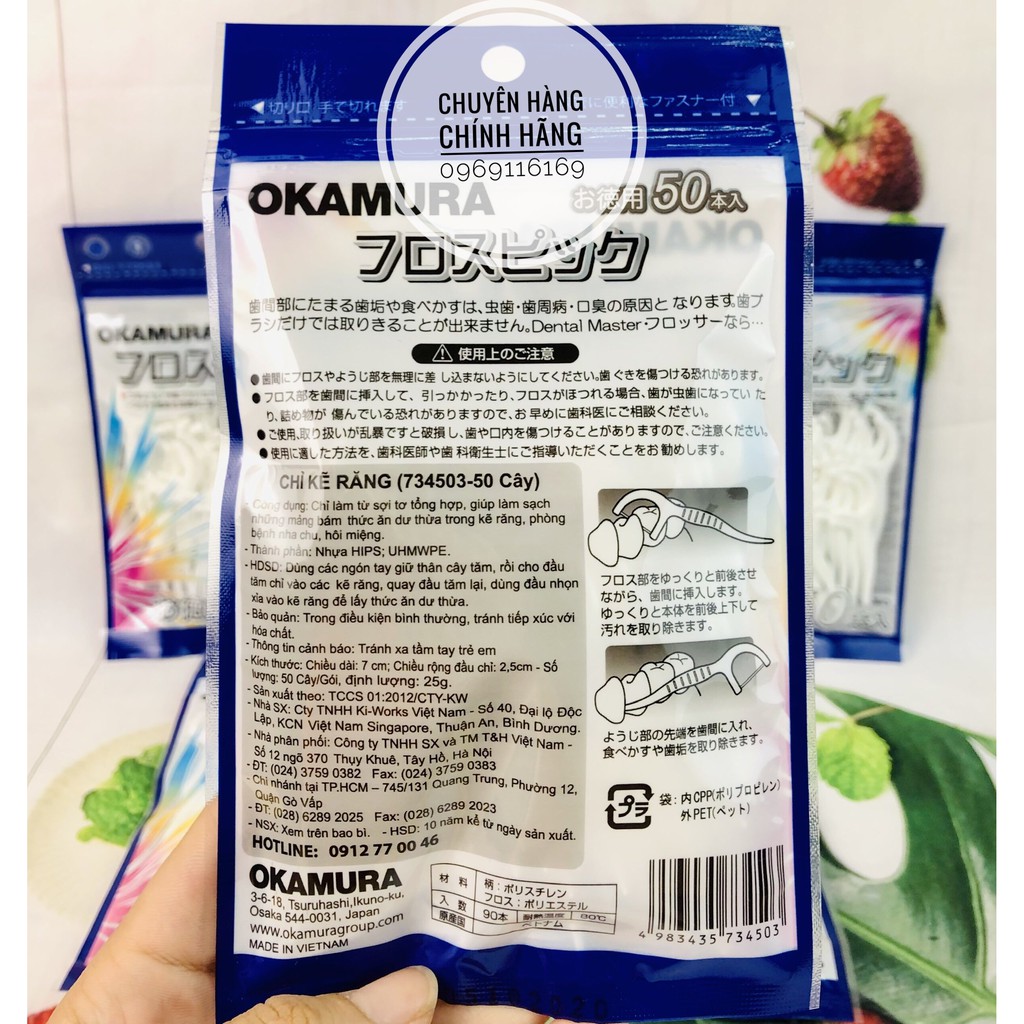 CHUYÊN HÀNG
CHÍNH HÃNG
0969116169
◀切り口 手で切れます
に便利なファスナー付 ▼
OKAMURA
お徳用50本入
フロスピック
歯間部にたまる歯垢や食べかすは、虫歯・歯周病・口臭の原因と なります。歯ブ
ラシだけでは取りきることが出来ません。Dental Master・フロッサーなら…
使用上のご注意
●歯間にフロスやようじ部を無理に差 し込まないようにしてください。歯 ぐきを傷つける恐れがあります。
●フロス部を歯間に挿入して、引っかかったり、フロスがほつれる場合、歯が虫歯になってい た
り、詰め物が 傷んでいる恐れがありますので、お 早めに歯科医にご相談ください。
●ご使用、取り扱いが乱暴ですと破損し、歯や口内を傷つけることがありますので、ご注意ください。
●使用に適した方法を、歯科医師や歯 科衛生士にご指導いただくことをお 勧めします。
CHỈ KẼ RĂNG (734503-50 Cây)
- Công dụng: Chỉ làm từ sợi tơ tổng hợp, giúp làm sạch
những mảng bám thức ăn dư thừa trong kẽ răng, phòng
bệnh nha chu, hôi miệng.
- Thành phần: Nhựa HIPS; UHMWPE.
- HDSD: Dùng các ngón tay giữ thân cây tăm, rồi cho đầu
tăm chỉ vào các kẽ răng, quay đầu tăm lại, dùng đầu nhọn
xỉa vào kẽ răng để lấy thức ăn dư thừa.
- Bảo quản: Trong điều kiện bình thường, tránh tiếp xúc với
hóa chất.
- Thông tin cảnh báo: Tránh xa tầm tay trẻ em
- Kích thước: Chiều dài: 7 cm; Chiều rộng đầu chỉ: 2,5cm - Số
lượng: 50 Cây/Gói, định lượng: 25g.
- Sản xuất theo: TCCS 01:2012/CTY-KW
- Nhà SX: Cty TNHH Ki-Works Việt Nam - Số 40, Đại lộ Độc
Lập, KCN Việt Nam Singapore, Thuận An, Bình Dương.
- Nhà phân phối: Công ty TNHH SX và TM T&H Việt Nam -
Số 12 ngõ 370 Thụy Khuê, Tây Hồ, Hà Nội
- ĐT: (024) 3759 0382 Fax: (024) 3759 0383
- Chi nhánh tại TP.HCM – 745/131 Quang Trung, Phường 12,
Quận Gò Vấp
- ĐT: (028) 6289 2025 Fax: (028) 6289 2023
- NSX: Xem trên bao bì. - HSD: 10 năm kể từ ngày sản xuất.
HOTLINE: 0912 77 00 46
フロス部をゆっくりと前後させ
ながら、歯間に挿入します。
ゆっくりと本体を前後上下して
汚れを取り除きます。
ようじ部の先端を歯間に入れ、
食べかすや歯垢を取り除きます。
プラ
袋:内CPP(ポリプロピレン)
外PET(ペット)
OKAMURA
3-6-18, Tsuruhashi,Ikuno-ku,
Osaka 544-0031, Japan
www.okamuragroup.com
MADE IN VIETNAM
材 料 柄:ポリスチレン
フロス:ポリエステル
入 数 90本 耐熱温度 80℃
原産国 ベトナム
4 983435 734503
OKAMURA
フロス
ピック